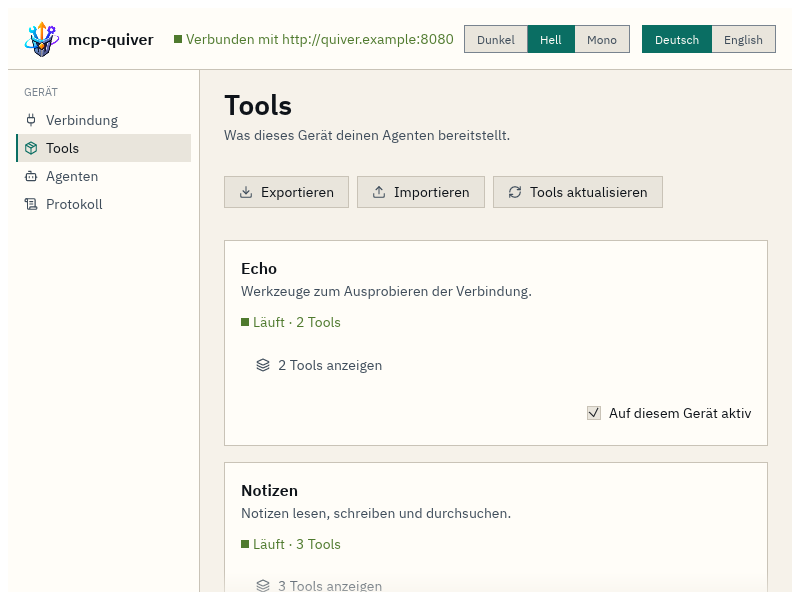 mcp-quiver
Verbunden mit http://quiver.example:8080
Dunkel
Hell
Mono
Deutsch
English
GERÄT
Verbindung
Tools
Agenten
Protokoll
Tools
Was dieses Gerät deinen Agenten bereitstellt.
Exportieren
Importieren
Tools aktualisieren
Echo
Werkzeuge zum Ausprobieren der Verbindung.
Läuft · 2 Tools
2 Tools anzeigen
Auf diesem Gerät aktiv
Notizen
Notizen lesen, schreiben und durchsuchen.
Läuft · 3 Tools
3 Tools anzeigen